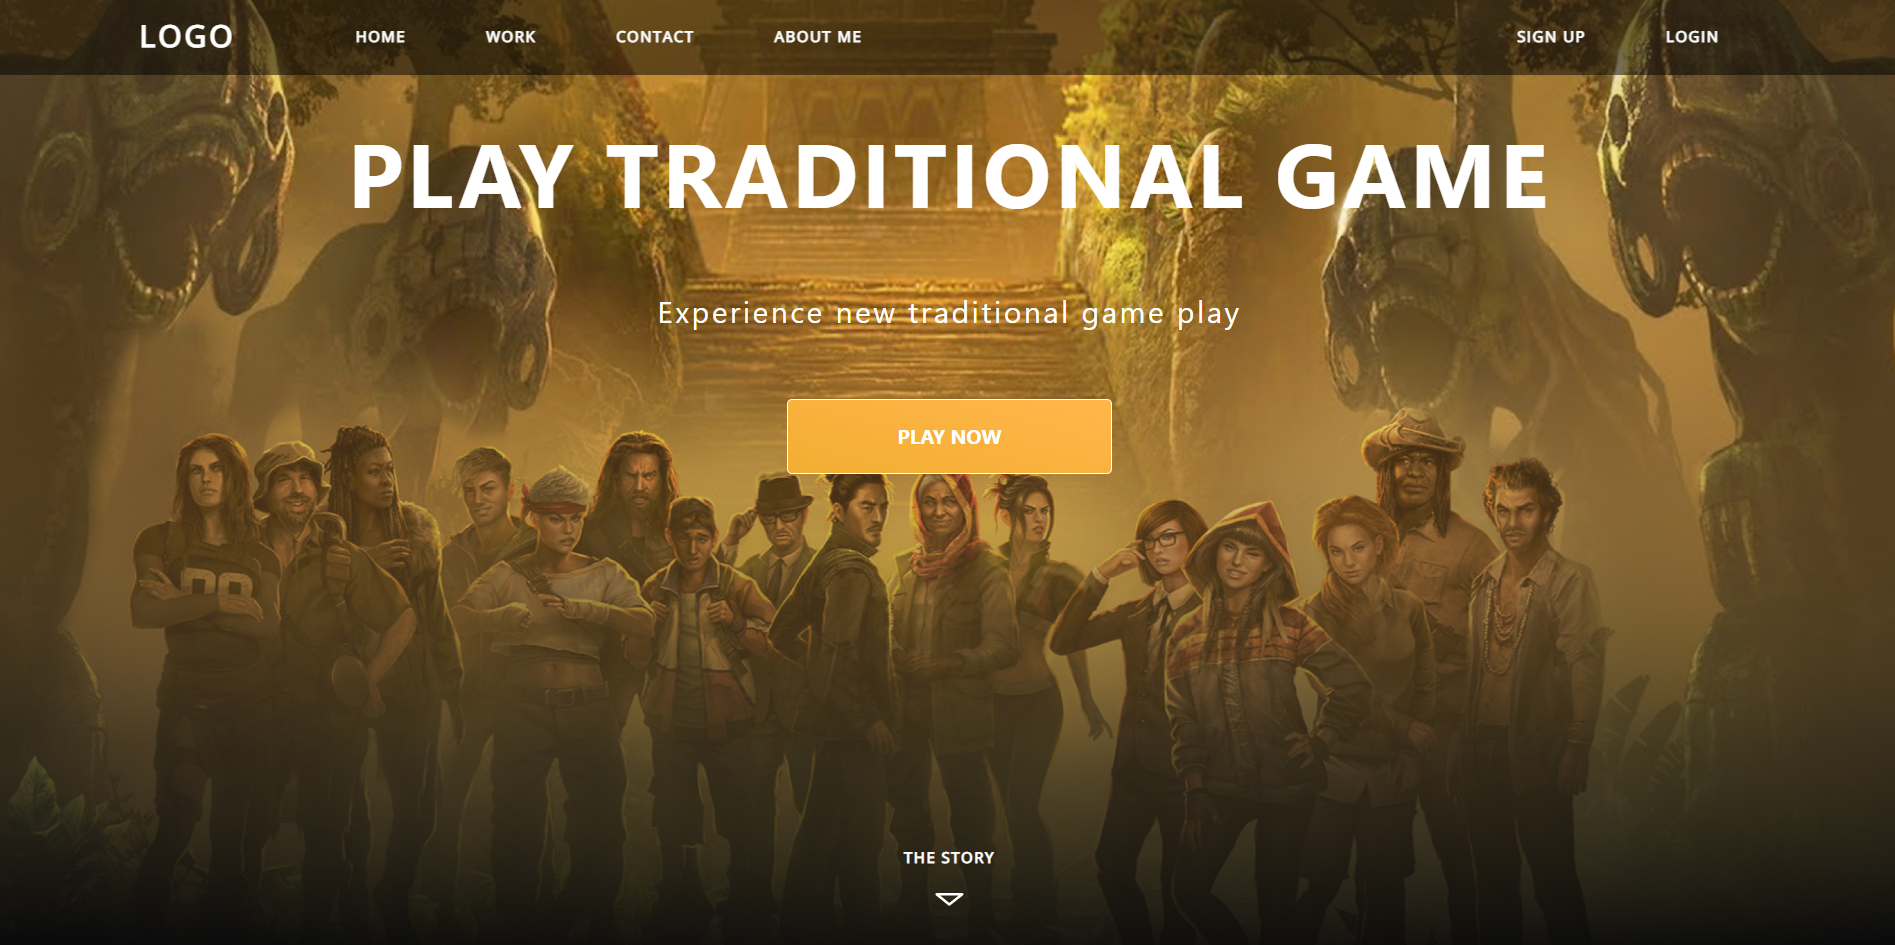 LOGO HOME WORK CONTACT ABOUT ME SIGN UP LOGIN
PLAY TRADITIONAL GAME
Experience new traditional game play
PLAY NOW
THE STORY